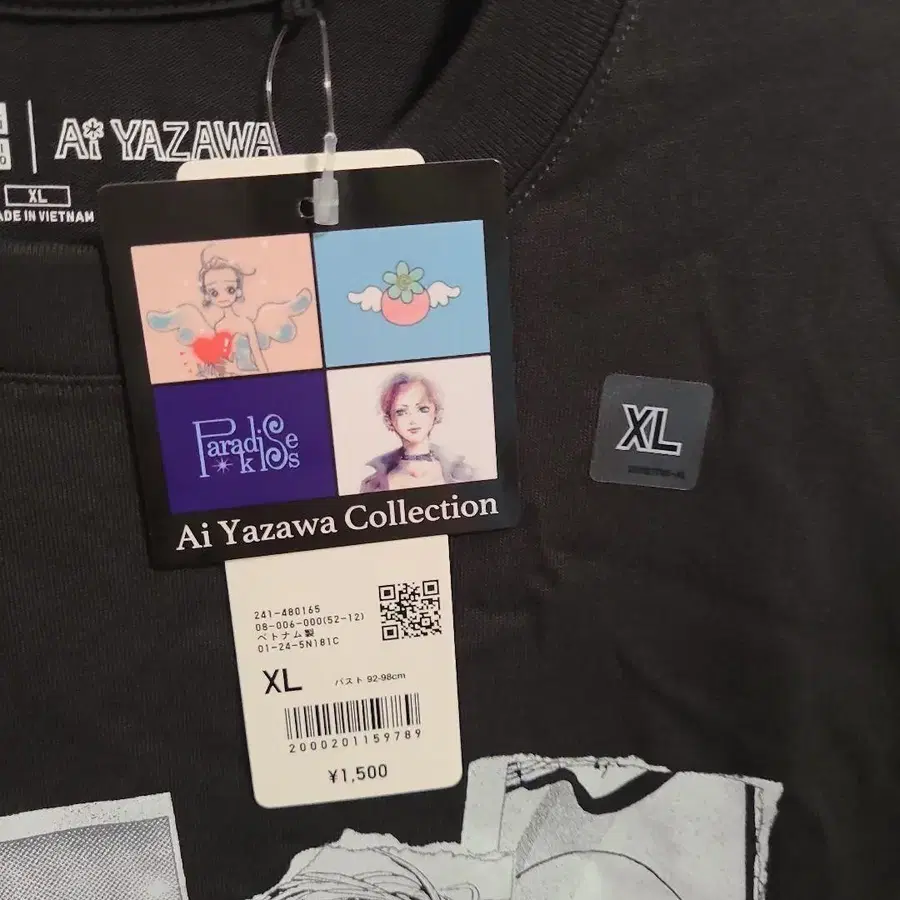 Ai YAZAWA
XL
MADE IN VIETNAM
ParadiSe
kiSs
Ai Yazawa Collection
XL
241-480165
08-006-000(52-12)
ベトナム製
01-24-5N181C
XL バスト 92-98cm
2000201159789
¥1,500